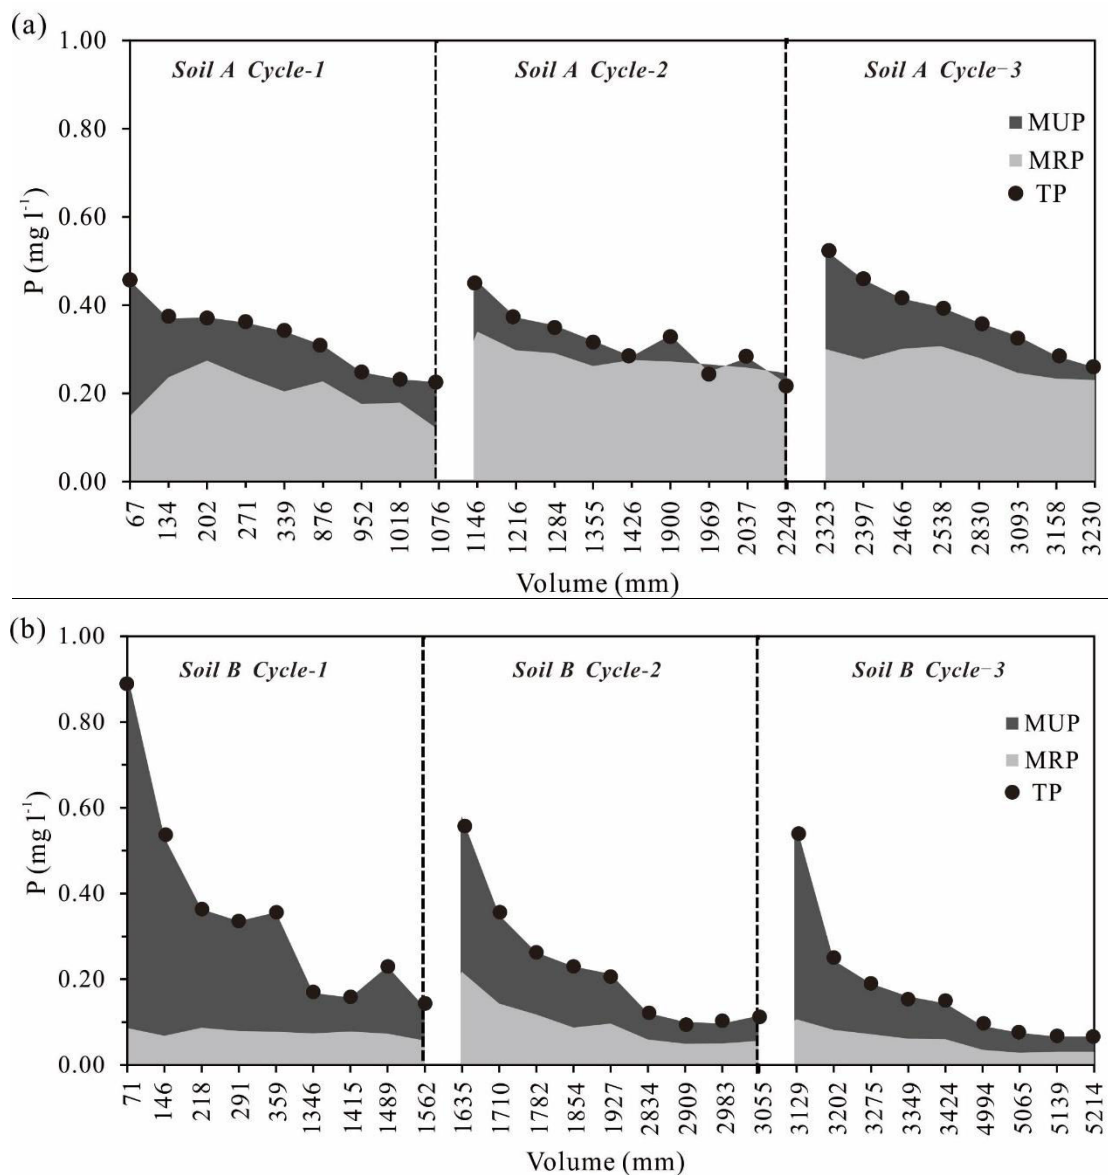 (a)
1.00
0.80
0.60
0.40
0.20
0.00
P (mg l⁻¹)
Soil A Cycle-1
Soil A Cycle-2
Soil A Cycle-3
MUP
MRP
TP
67 134 202 271 339 876 952 1018 1076 1146 1216 1284 1355 1426 1900 1969 2037 2249 2323 2397 2466 2538 2830 3093 3158 3230
Volume (mm)
(b)
1.00
0.80
0.60
0.40
0.20
0.00
P (mg l⁻¹)
Soil B Cycle-1
Soil B Cycle-2
Soil B Cycle-3
MUP
MRP
TP
71 146 218 291 359 1346 1415 1489 1562 1635 1710 1782 1854 1927 2834 2909 2983 3055 3129 3202 3275 3349 3424 4994 5065 5139 5214
Volume (mm)